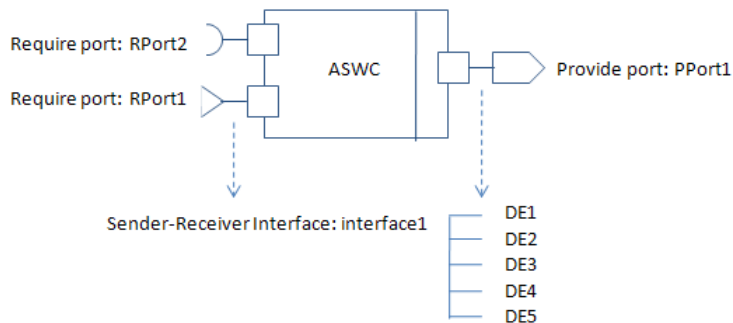 Require port: RPort2
ASWC
Provide port: PPort1
Require port: RPort1
Sender-Receiver Interface: interface1
DE1
DE2
DE3
DE4
DE5